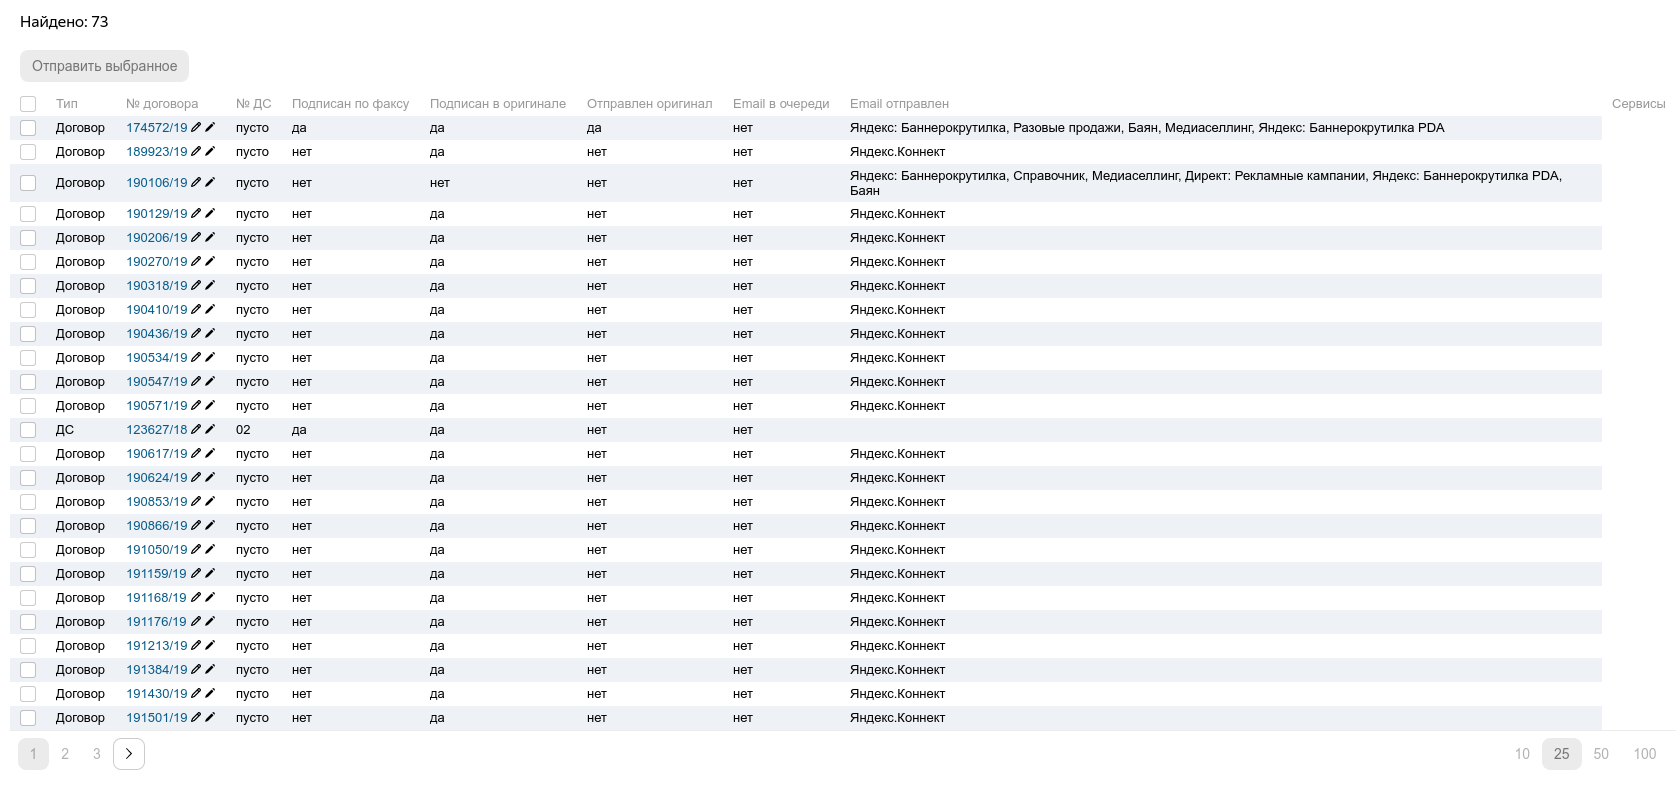 Найдено: 73
Отправить выбранное
Тип № договора № ДС Подписан по факсу Подписан в оригинале Отправлен оригинал Email в очереди Email отправлен Сервисы
Договор 174572/19 пусто да да да нет Яндекс: Баннерокрутилка, Разовые продажи, Баян, Медиаселлинг, Яндекс: Баннерокрутилка PDA
Договор 189923/19 пусто нет да нет нет Яндекс.Коннект
Договор 190106/19 пусто нет нет нет нет Яндекс: Баннерокрутилка, Справочник, Медиаселлинг, Директ: Рекламные кампании, Яндекс: Баннерокрутилка PDA,
Баян
Договор 190129/19 пусто нет да нет нет Яндекс.Коннект
Договор 190206/19 пусто нет да нет нет Яндекс.Коннект
Договор 190270/19 пусто нет да нет нет Яндекс.Коннект
Договор 190318/19 пусто нет да нет нет Яндекс.Коннект
Договор 190410/19 пусто нет да нет нет Яндекс.Коннект
Договор 190436/19 пусто нет да нет нет Яндекс.Коннект
Договор 190534/19 пусто нет да нет нет Яндекс.Коннект
Договор 190547/19 пусто нет да нет нет Яндекс.Коннект
Договор 190571/19 пусто нет да нет нет Яндекс.Коннект
ДС 123627/18 02 да да нет нет
Договор 190617/19 пусто нет да нет нет Яндекс.Коннект
Договор 190624/19 пусто нет да нет нет Яндекс.Коннект
Договор 190853/19 пусто нет да нет нет Яндекс.Коннект
Договор 190866/19 пусто нет да нет нет Яндекс.Коннект
Договор 191050/19 пусто нет да нет нет Яндекс.Коннект
Договор 191159/19 пусто нет да нет нет Яндекс.Коннект
Договор 191168/19 пусто нет да нет нет Яндекс.Коннект
Договор 191176/19 пусто нет да нет нет Яндекс.Коннект
Договор 191213/19 пусто нет да нет нет Яндекс.Коннект
Договор 191384/19 пусто нет да нет нет Яндекс.Коннект
Договор 191430/19 пусто нет да нет нет Яндекс.Коннект
Договор 191501/19 пусто нет да нет нет Яндекс.Коннект
1 2 3 10 25 50 100